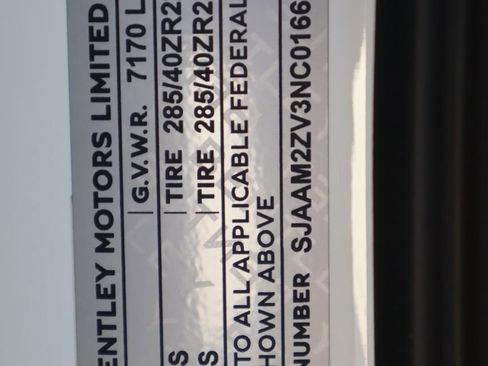 ENTLEY MOTORS LIMITED
G.V.W.R. 7170 L
S TIRE 285/40ZR2
S TIRE 285/40ZR2
TO ALL APPLICABLE FEDERAL
HOWN ABOVE
NUMBER SJAAM2ZV3NC0166